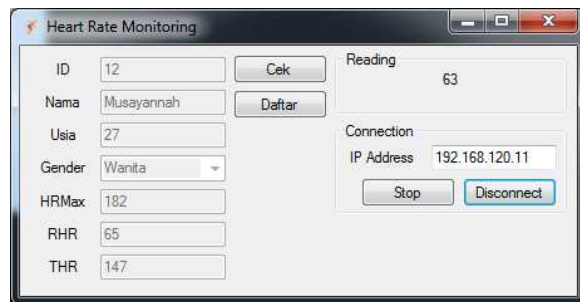 Heart Rate Monitoring
ID 12 Cek
Nama Musayannah Daftar
Usia 27
Gender Wanita
HRMax 182
RHR 65
THR 147
Reading
63
Connection
IP Address 192.168.120.11
Stop Disconnect